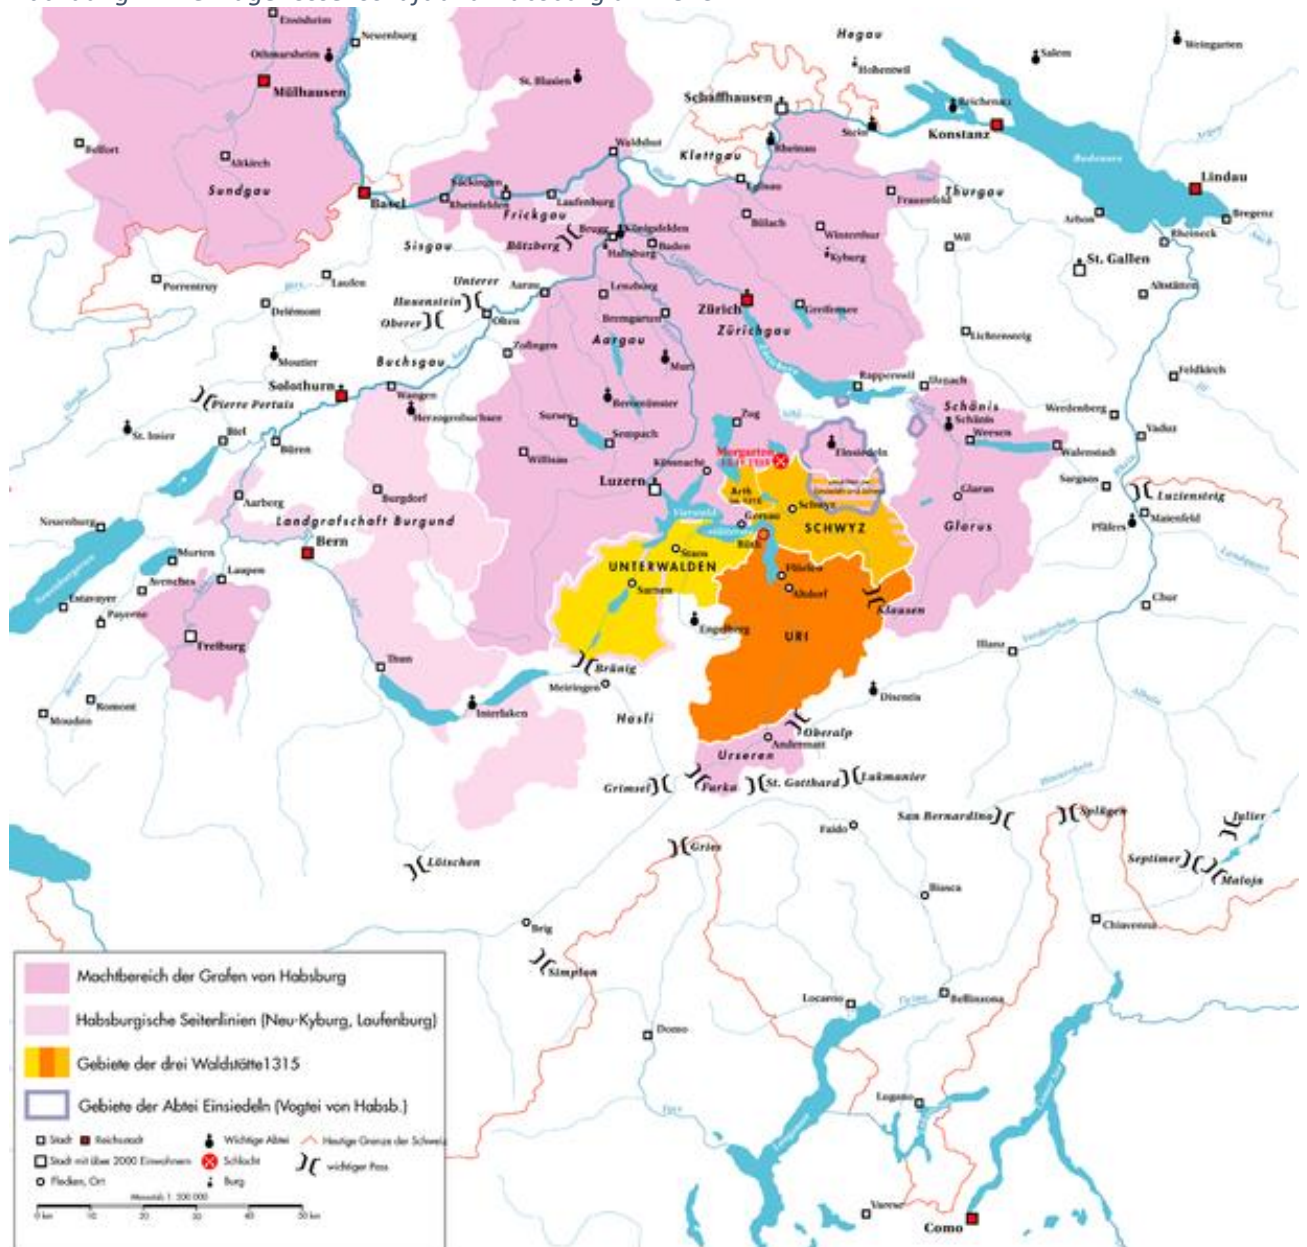 Ensisheim
Neuenburg
Othmarsheim
Mülhausen
St. Blasien
Hegau
Hohentwil
Salem
Weingarten
Schaffhausen
Reichenau
Stein
Konstanz
Belfort
Altkirch
Sundgau
Waldshut
Klettgau
Rheinau
Bodensee
Lindau
Säckingen
Basel
Rheinfelden
Laufenburg
Frickgau
Eglisau
Thurgau
Frauenfeld
Arbon
Bregenz
Rheineck
Sisgau
Bötzberg
Brugg
Königsfelden
Habsburg
Baden
Bülach
Winterthur
Kyburg
Wil
St. Gallen
Altstätten
Porrentruy
Laufen
Delémont
Unterer
Hauenstein
Oberer
Aarau
Olten
Lenzburg
Bremgarten
Zürich
Zürichgau
Greifensee
Lichtensteig
Aargau
Moutier
Buchsgau
Zofingen
Muri
Solothurn
Wangen
Herzogenbuchsee
Pierre Pertuis
Rapperswil
Uznach
Feldkirch
Schänis
Schänis
Werdenberg
Beromünster
Sursee
Sempach
Zug
Biel
Büren
Willisau
Küssnacht
Morgarten
Einsiedeln
Weesen
Walenstadt
Vaduz
Sargans
Luzern
Arth
Schwyz
SCHWYZ
Gersau
Glarus
Glarus
Luziensteig
Maienfeld
Pfäfers
Aarberg
Burgdorf
Landgrafschaft Burgund
Neuenburg
Bern
Murten
Avenches
Laupen
Estavayer
Payerne
Freiburg
Stans
UNTERWALDEN
Sarnen
Flüelen
Altdorf
Klausen
URI
Engelberg
Chur
Ilanz
Vorderrhein
Thun
Brünig
Meiringen
Interlaken
Disentis
Romont
Moudon
Hasli
Oberalp
Andermatt
Urseren
Grimsel
Furka
St. Gotthard
Lukmanier
San Bernardino
Splügen
Julier
Septimer
Maloja
Faido
Gries
Lötschen
Biasca
Brig
Chiavenna
Simplon
Locarno
Bellinzona
Domo
Lugano
Varese
Como
Machtbereich der Grafen von Habsburg
Habsburgische Seitenlinien (Neu-Kyburg, Laufenburg)
Gebiete der drei Waldstätte1315
Gebiete der Abtei Einsiedeln (Vogtei von Habsb.)
Stadt Reichsstadt Wichtige Abtei Heutige Grenze der Schweiz
Stadt mit über 2000 Einwohnern Schlacht wichtiger Pass
Flecken, Ort Burg
0 km 10 20 30 40 50 km